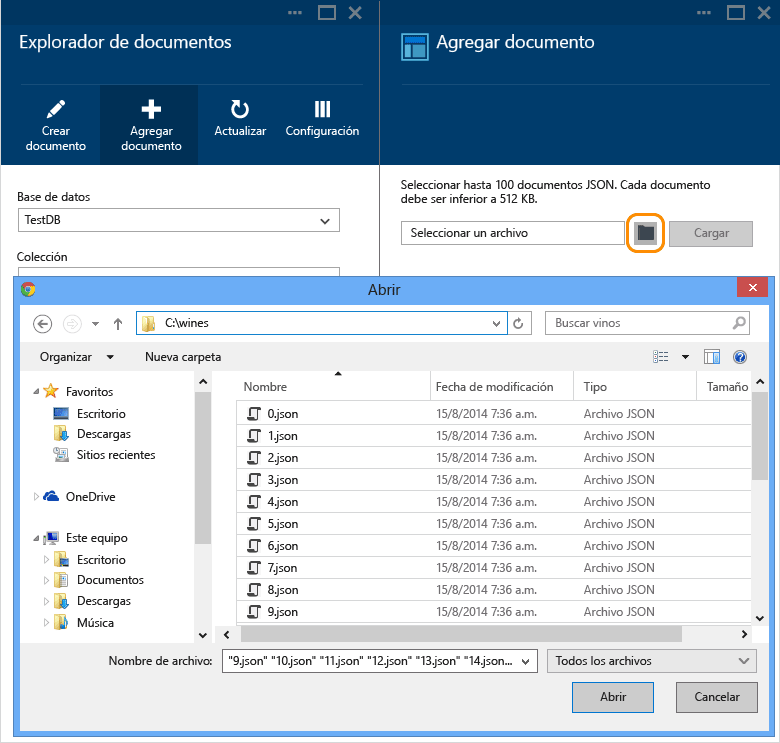 Explorador de documentos
Crear documento
Agregar documento
Actualizar
Configuración
Base de datos
TestDB
Colección
Agregar documento
Seleccionar hasta 100 documentos JSON. Cada documento
debe ser inferior a 512 KB.
Seleccionar un archivo
Cargar
Abrir
C:\wines
Buscar vinos
Organizar
Nueva carpeta
Favoritos
Escritorio
Descargas
Sitios recientes
OneDrive
Este equipo
Escritorio
Documentos
Descargas
Música
Nombre Fecha de modificación Tipo Tamaño
0.json 15/8/2014 7:36 a.m. Archivo JSON
1.json 15/8/2014 7:36 a.m. Archivo JSON
2.json 15/8/2014 7:36 a.m. Archivo JSON
3.json 15/8/2014 7:36 a.m. Archivo JSON
4.json 15/8/2014 7:36 a.m. Archivo JSON
5.json 15/8/2014 7:36 a.m. Archivo JSON
6.json 15/8/2014 7:36 a.m. Archivo JSON
7.json 15/8/2014 7:36 a.m. Archivo JSON
8.json 15/8/2014 7:36 a.m. Archivo JSON
9.json 15/8/2014 7:36 a.m. Archivo JSON
Nombre de archivo: "9.json" "10.json" "11.json" "12.json" "13.json" "14.json...
Todos los archivos
Abrir
Cancelar